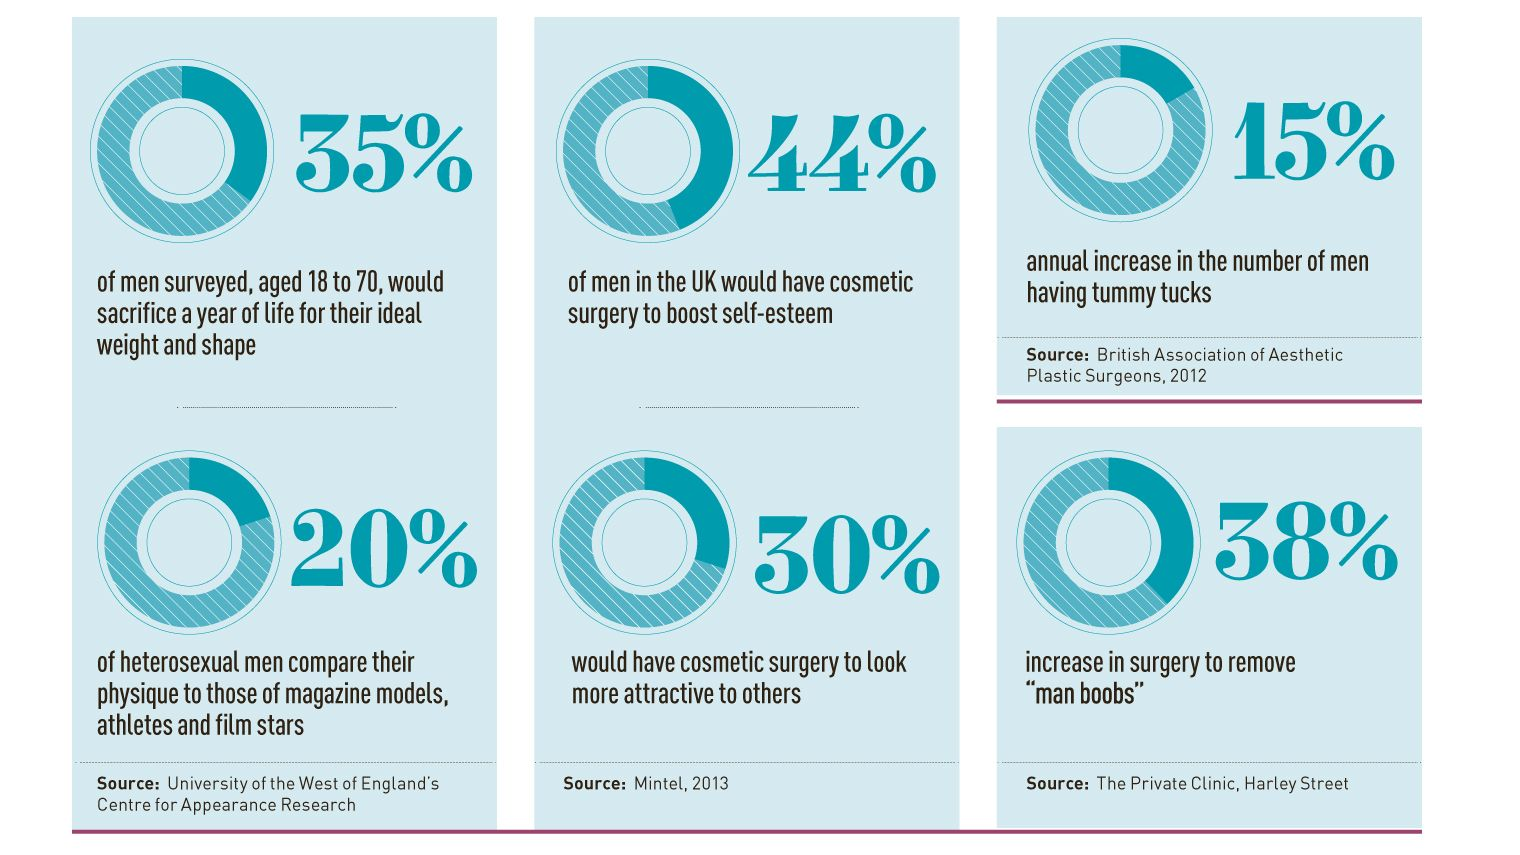 35%
of men surveyed, aged 18 to 70, would
sacrifice a year of life for their ideal
weight and shape
20%
of heterosexual men compare their
physique to those of magazine models,
athletes and film stars
Source: University of the West of England's
Centre for Appearance Research
44%
of men in the UK would have cosmetic
surgery to boost self-esteem
30%
would have cosmetic surgery to look
more attractive to others
Source: Mintel, 2013
15%
annual increase in the number of men
having tummy tucks
Source: British Association of Aesthetic
Plastic Surgeons, 2012
38%
increase in surgery to remove
“man boobs”
Source: The Private Clinic, Harley Street